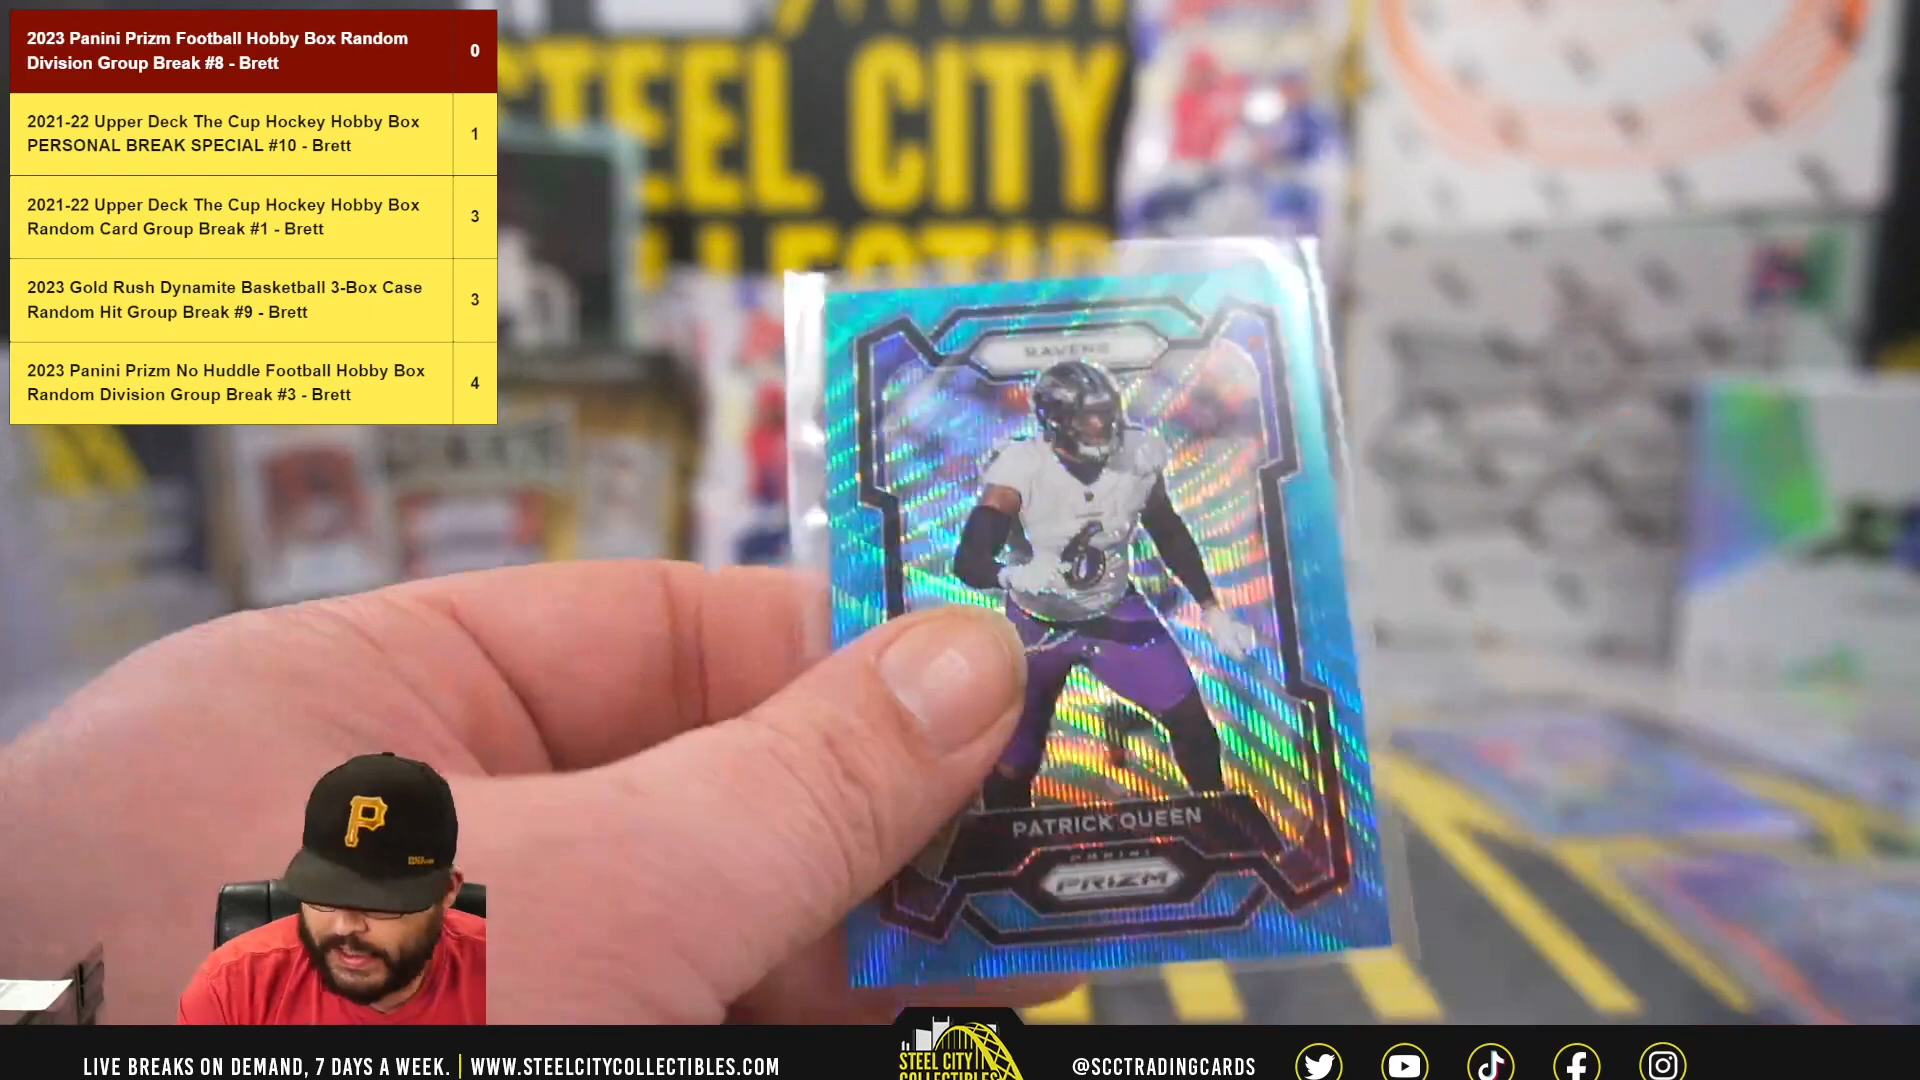 2023 Panini Prizm Football Hobby Box Random
Division Group Break #8 - Brett
0
2021-22 Upper Deck The Cup Hockey Hobby Box
PERSONAL BREAK SPECIAL #10 - Brett
1
2021-22 Upper Deck The Cup Hockey Hobby Box
Random Card Group Break #1 - Brett
3
2023 Gold Rush Dynamite Basketball 3-Box Case
Random Hit Group Break #9 - Brett
3
2023 Panini Prizm No Huddle Football Hobby Box
Random Division Group Break #3 - Brett
4
STEEL CITY
RAVENS
6
PATRICK QUEEN
PANINI
PRIZM
P
LIVE BREAKS ON DEMAND, 7 DAYS A WEEK. | WWW.STEELCITYCOLLECTIBLES.COM
STEEL CITY
COLLECTIBLES
@SCCTRADINGCARDS